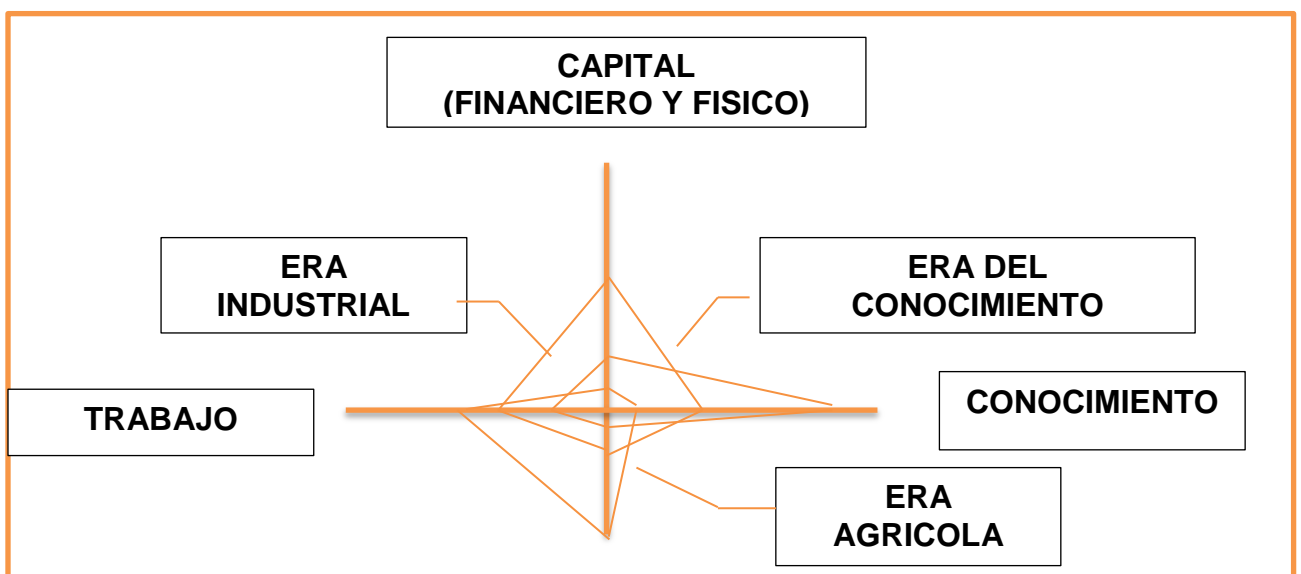 CAPITAL
(FINANCIERO Y FISICO)
ERA
INDUSTRIAL
ERA DEL
CONOCIMIENTO
TRABAJO
CONOCIMIENTO
ERA
AGRICOLA